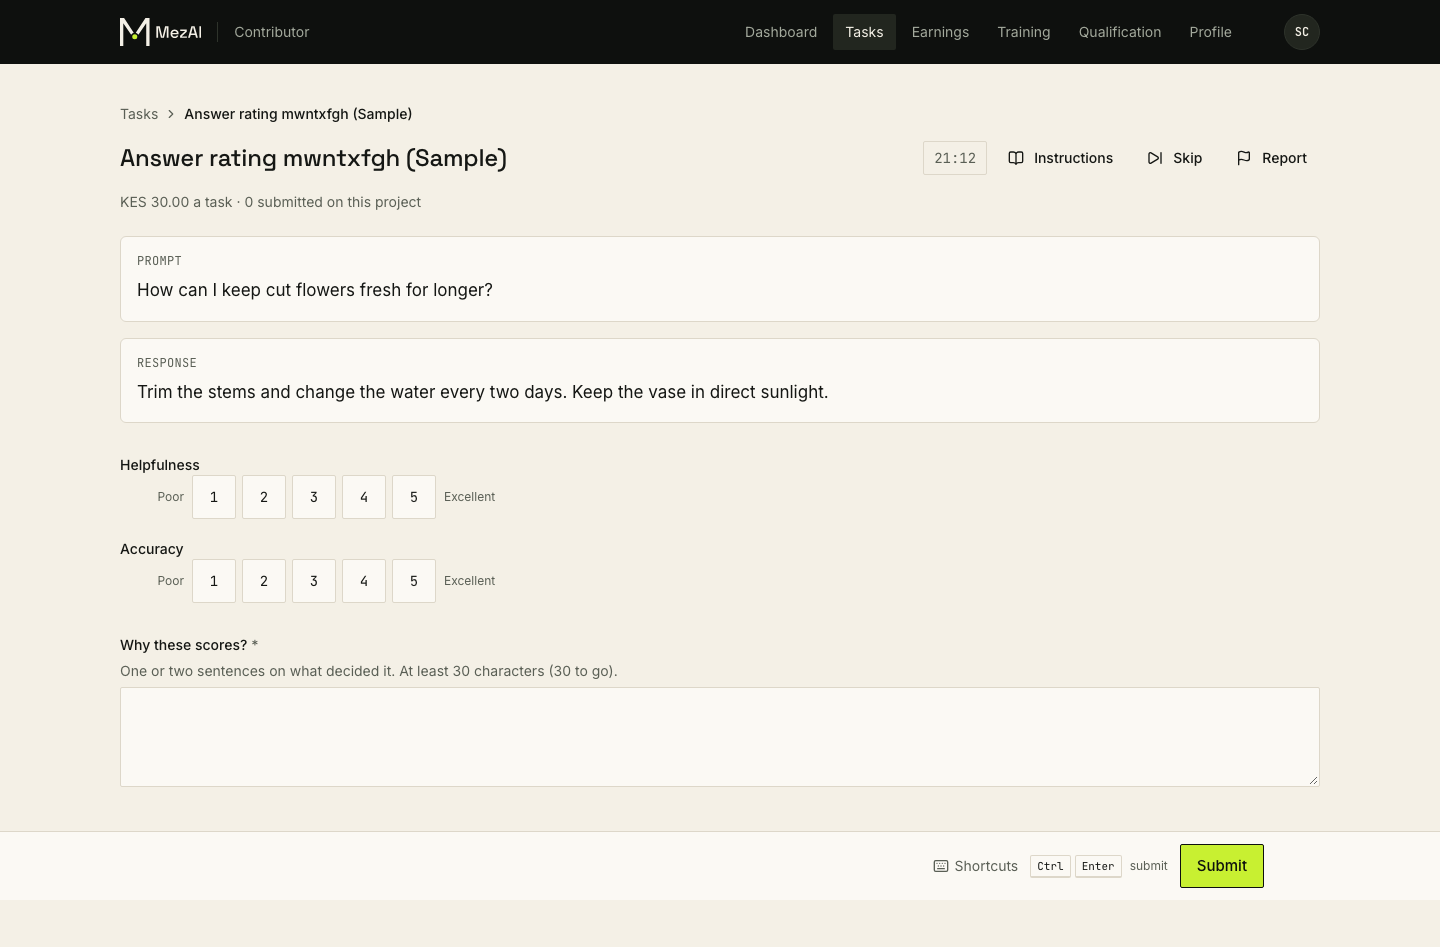 MezAI
Contributor
Dashboard
Tasks
Earnings
Training
Qualification
Profile
SC
Tasks > Answer rating mwntxfgh (Sample)
Answer rating mwntxfgh (Sample)
21:12
Instructions
Skip
Report
KES 30.00 a task · 0 submitted on this project
PROMPT
How can I keep cut flowers fresh for longer?
RESPONSE
Trim the stems and change the water every two days. Keep the vase in direct sunlight.
Helpfulness
Poor 1 2 3 4 5 Excellent
Accuracy
Poor 1 2 3 4 5 Excellent
Why these scores? *
One or two sentences on what decided it. At least 30 characters (30 to go).
Shortcuts
Ctrl Enter submit
Submit